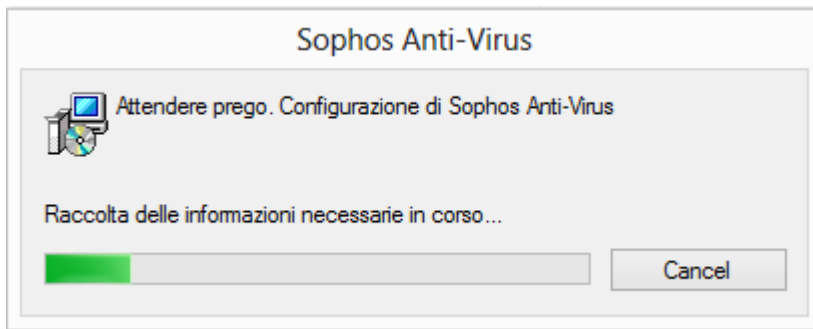 Sophos Anti-Virus
Attendere prego. Configurazione di Sophos Anti-Virus
Raccolta delle informazioni necessarie in corso...
Cancel